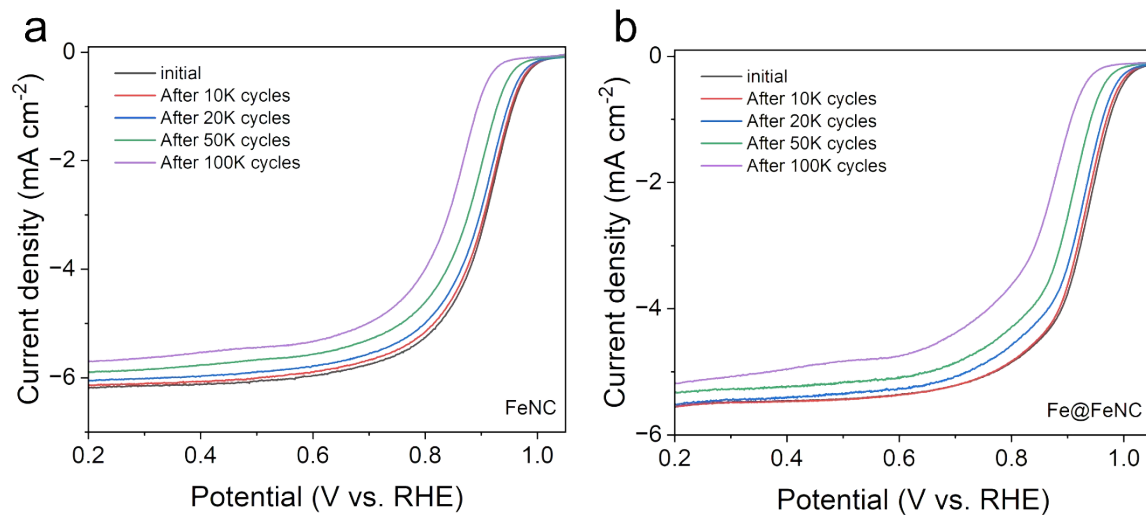 a
0
−2
−4
−6
initial
After 10K cycles
After 20K cycles
After 50K cycles
After 100K cycles
FeNC
0.2
0.4
0.6
0.8
1.0
Potential (V vs. RHE)
Current density (mA cm⁻²)
b
0
−2
−4
−6
initial
After 10K cycles
After 20K cycles
After 50K cycles
After 100K cycles
Fe@FeNC
0.2
0.4
0.6
0.8
1.0
Potential (V vs. RHE)
Current density (mA cm⁻²)